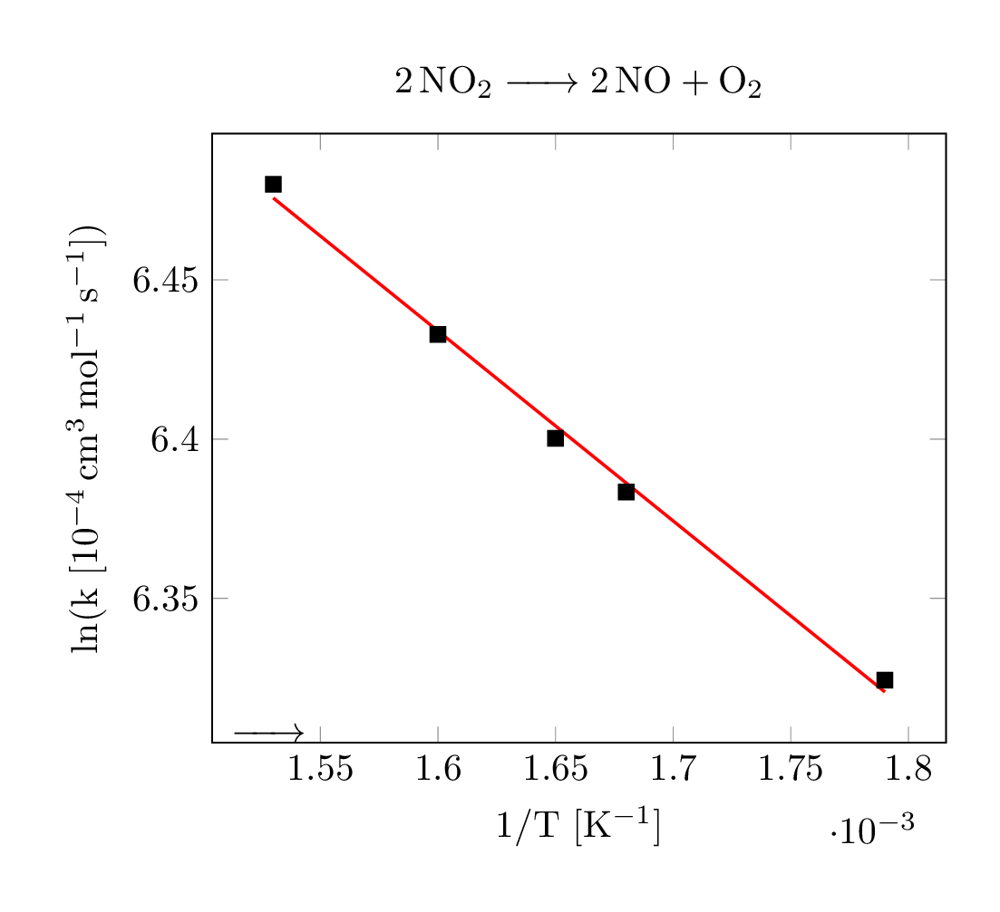 2 NO₂ ⟶ 2 NO + O₂
ln(k [10⁻⁴ cm³ mol⁻¹ s⁻¹])
6.45
6.4
6.35
1.55 1.6 1.65 1.7 1.75 1.8
1/T [K⁻¹]
·10⁻³